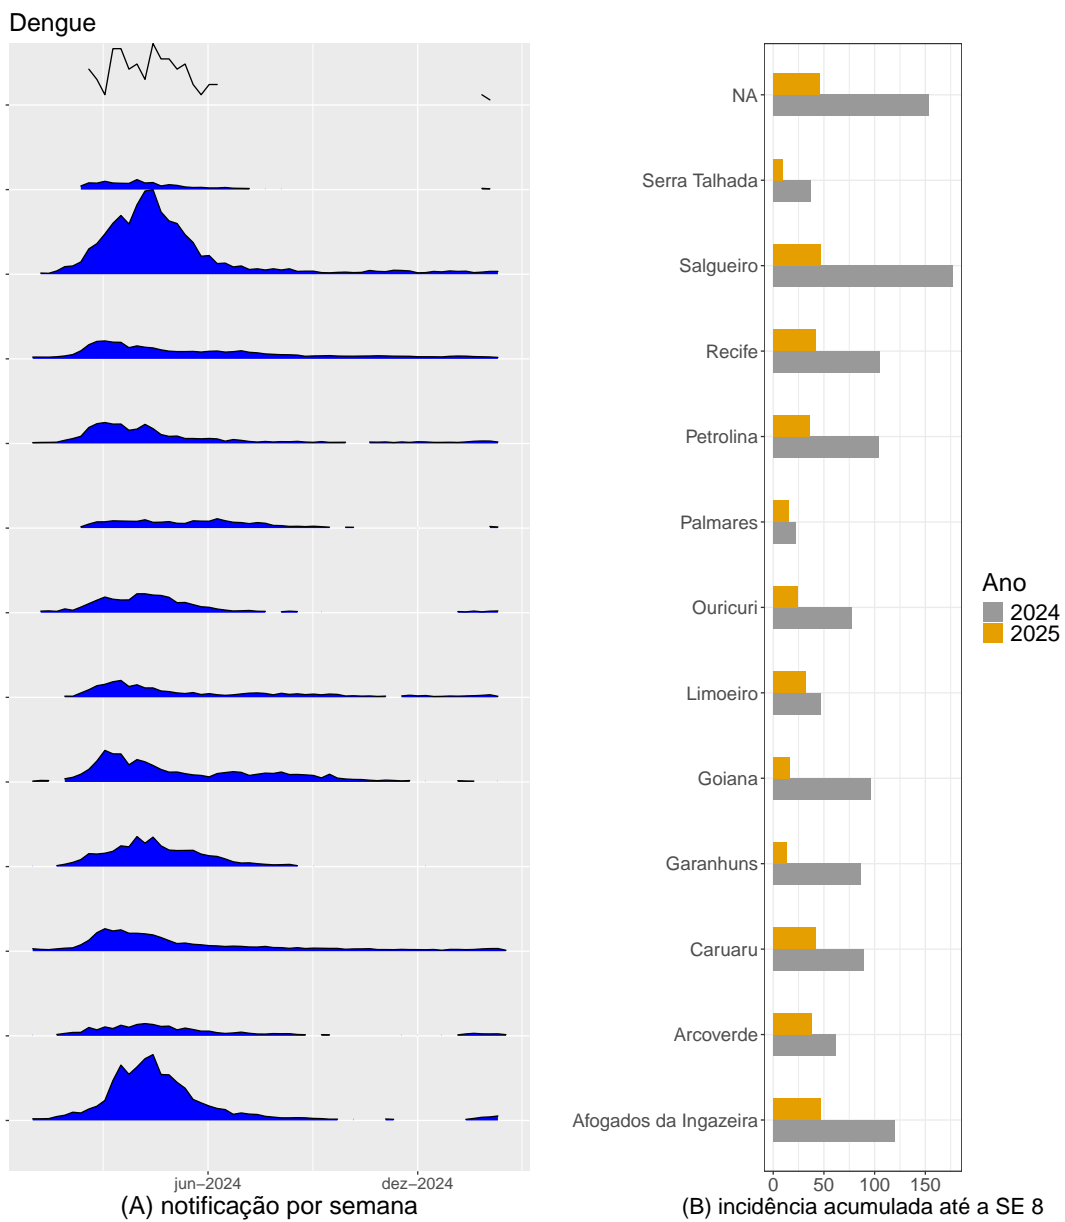 Dengue
NA
Serra Talhada
Salgueiro
Recife
Petrolina
Palmares
Ouricuri
Limoeiro
Goiana
Garanhuns
Caruaru
Arcoverde
Afogados da Ingazeira
Ano
2024
2025
jun−2024 dez−2024
0 50 100 150
(A) notificação por semana
(B) incidência acumulada até a SE 8